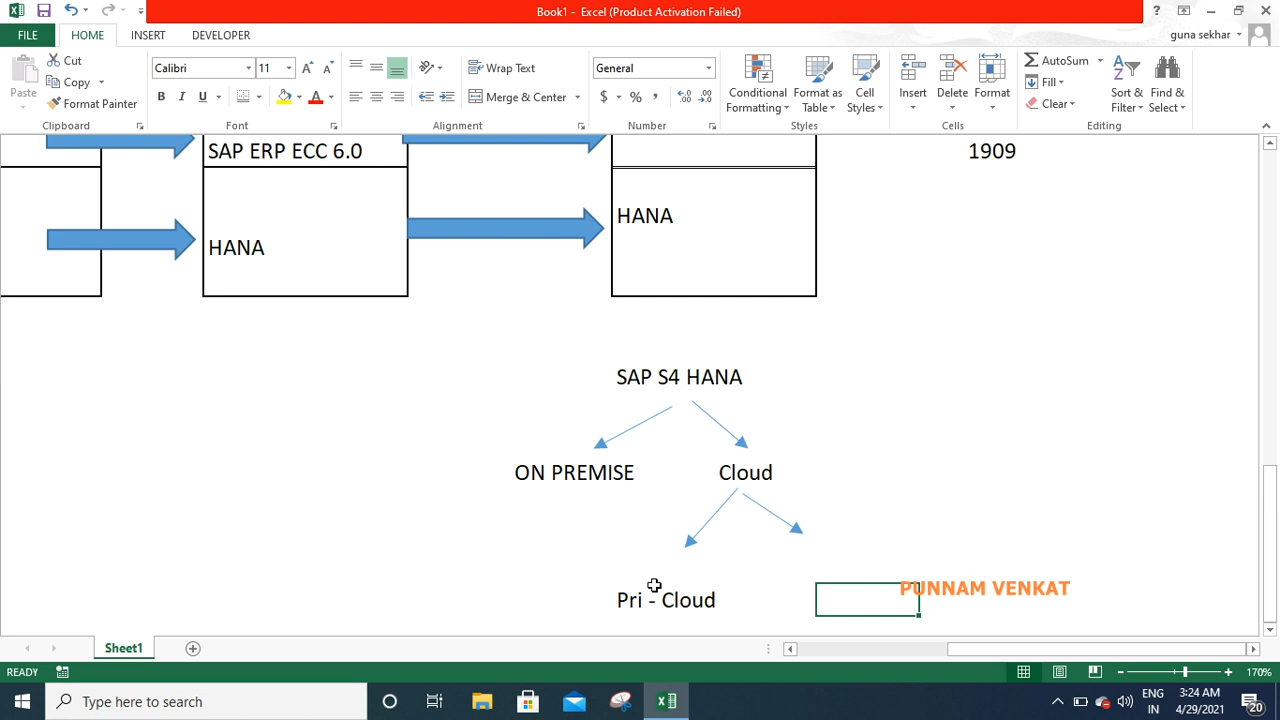 Book1 - Excel (Product Activation Failed)
FILE HOME INSERT DEVELOPER guna sekhar
Cut
Copy
Format Painter
Paste
Clipboard
Calibri 11
B I U
Font
Wrap Text
Merge & Center
Alignment
General
$ % ,
Number
Conditional Formatting
Format as Table
Cell Styles
Styles
Insert Delete Format
Cells
AutoSum
Fill
Clear
Sort & Filter
Find & Select
Editing
SAP ERP ECC 6.0 1909
HANA
HANA
SAP S4 HANA
ON PREMISE Cloud
Pri - Cloud
PUNNAM VENKAT
Sheet1
READY 170%
Type here to search
ENG
IN
3:24 AM
4/29/2021
20